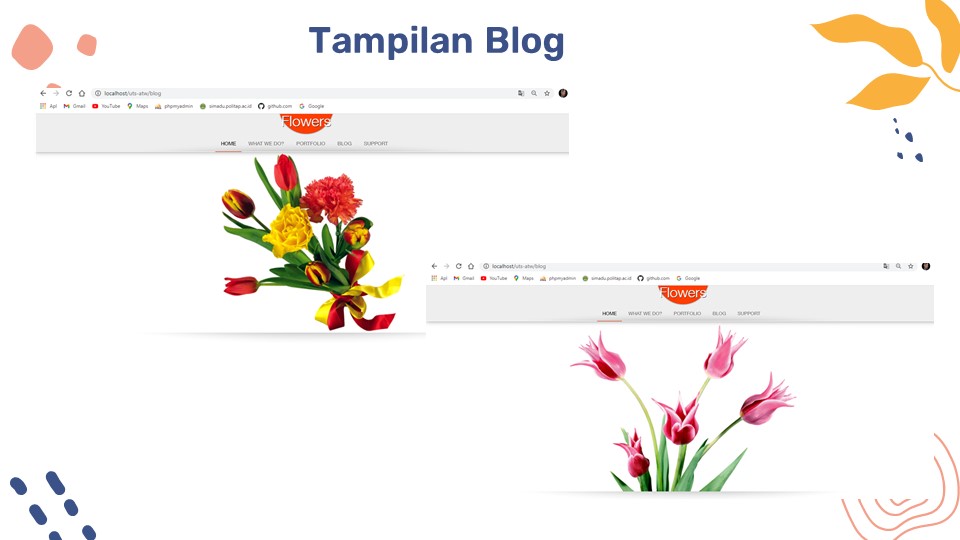 Tampilan Blog
localhost/uts-atw/blog
Apl Gmail YouTube Maps phpmyadmin simadu.politap.ac.id github.com Google
Flowers
HOME WHAT WE DO? PORTFOLIO BLOG SUPPORT
localhost/uts-atw/blog
Apl Gmail YouTube Maps phpmyadmin simadu.politap.ac.id github.com Google
Flowers
HOME WHAT WE DO? PORTFOLIO BLOG SUPPORT